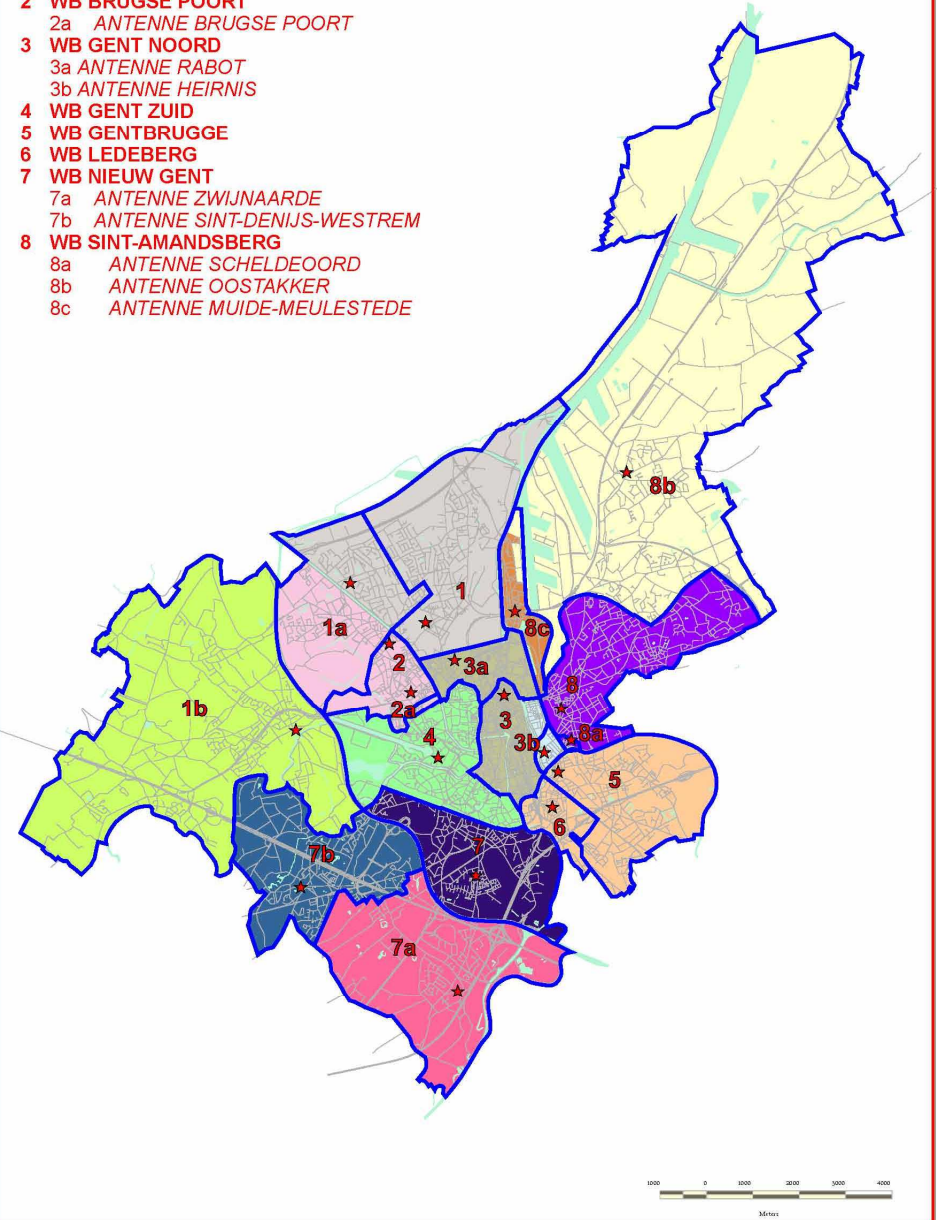 2 WB BRUGSE POORT
2a ANTENNE BRUGSE POORT
3 WB GENT NOORD
3a ANTENNE RABOT
3b ANTENNE HEIRNIS
4 WB GENT ZUID
5 WB GENTBRUGGE
6 WB LEDEBERG
7 WB NIEUW GENT
7a ANTENNE ZWIJNAARDE
7b ANTENNE SINT-DENIJS-WESTREM
8 WB SINT-AMANDSBERG
8a ANTENNE SCHELDEOORD
8b ANTENNE OOSTAKKER
8c ANTENNE MUIDE-MEULESTEDE
8b
1
1a
8c
2
3a
8
1b
2a
3
4
3b
8a
5
6
7
7b
7a
1000 0 1000 2000 3000 4000
Meters